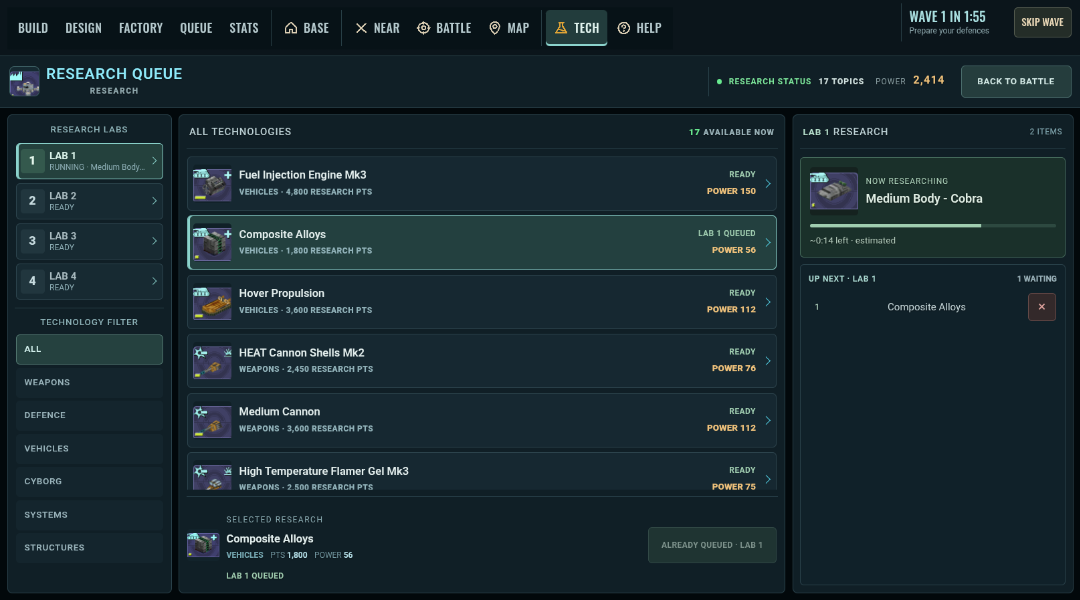 BUILD DESIGN FACTORY QUEUE STATS BASE NEAR BATTLE MAP TECH HELP
WAVE 1 IN 1:55
Prepare your defences
SKIP WAVE
RESEARCH QUEUE
RESEARCH
RESEARCH STATUS 17 TOPICS POWER 2,414
BACK TO BATTLE
RESEARCH LABS
1 LAB 1
RUNNING · Medium Body...
2 LAB 2
READY
3 LAB 3
READY
4 LAB 4
READY
TECHNOLOGY FILTER
ALL
WEAPONS
DEFENCE
VEHICLES
CYBORG
SYSTEMS
STRUCTURES
ALL TECHNOLOGIES
17 AVAILABLE NOW
Fuel Injection Engine Mk3
VEHICLES · 4,800 RESEARCH PTS
READY
POWER 150
Composite Alloys
VEHICLES · 1,800 RESEARCH PTS
LAB 1 QUEUED
POWER 56
Hover Propulsion
VEHICLES · 3,600 RESEARCH PTS
READY
POWER 112
HEAT Cannon Shells Mk2
WEAPONS · 2,450 RESEARCH PTS
READY
POWER 76
Medium Cannon
WEAPONS · 3,600 RESEARCH PTS
READY
POWER 112
High Temperature Flamer Gel Mk3
WEAPONS · 2,500 RESEARCH PTS
READY
POWER 75
SELECTED RESEARCH
Composite Alloys
VEHICLES PTS 1,800 POWER 56
LAB 1 QUEUED
ALREADY QUEUED · LAB 1
LAB 1 RESEARCH
2 ITEMS
NOW RESEARCHING
Medium Body - Cobra
~0:14 left · estimated
UP NEXT · LAB 1
1 WAITING
1 Composite Alloys ×